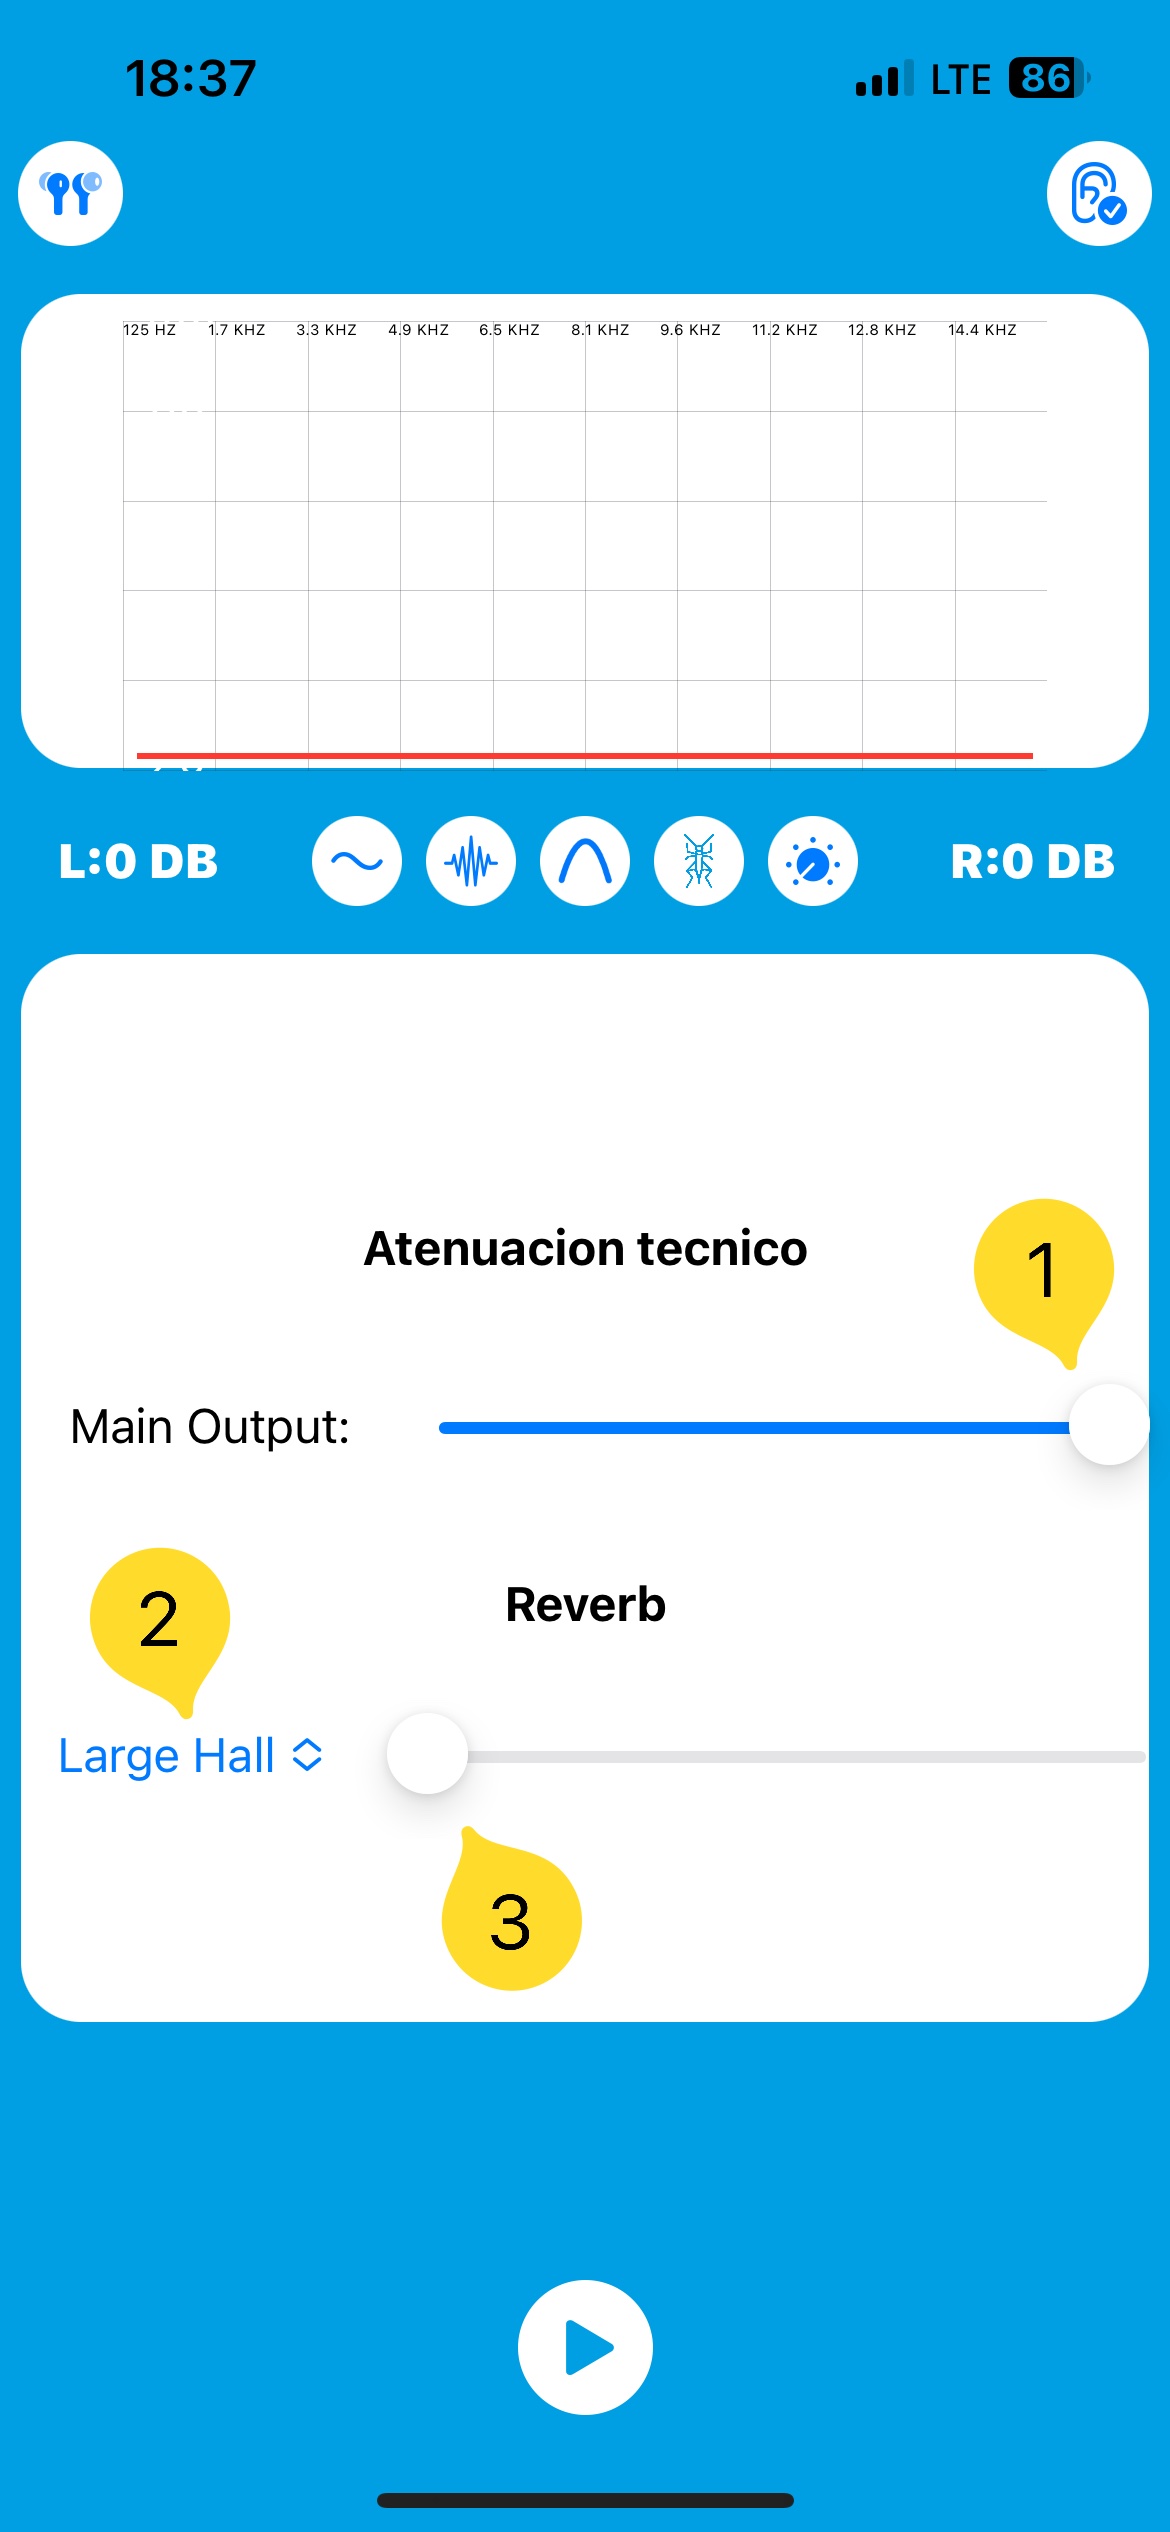 18:37 LTE 86
125 HZ 1.7 KHZ 3.3 KHZ 4.9 KHZ 6.5 KHZ 8.1 KHZ 9.6 KHZ 11.2 KHZ 12.8 KHZ 14.4 KHZ
L:0 DB R:0 DB
Atenuacion tecnico
1
Main Output:
2
Reverb
Large Hall
3